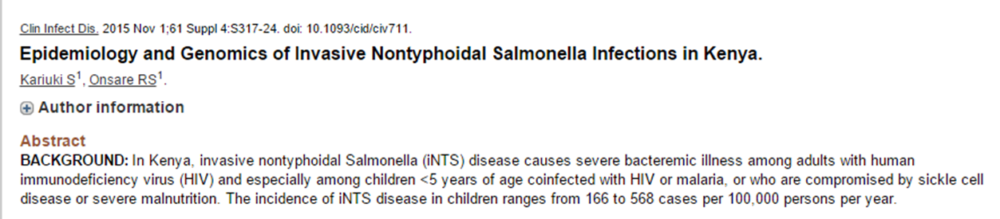 Clin Infect Dis. 2015 Nov 1;61 Suppl 4:S317-24. doi: 10.1093/cid/civ711.
Epidemiology and Genomics of Invasive Nontyphoidal Salmonella Infections in Kenya.
Kariuki S1, Onsare RS1.
Author information
Abstract
BACKGROUND: In Kenya, invasive nontyphoidal Salmonella (iNTS) disease causes severe bacteremic illness among adults with human
immunodeficiency virus (HIV) and especially among children <5 years of age coinfected with HIV or malaria, or who are compromised by sickle cell
disease or severe malnutrition. The incidence of iNTS disease in children ranges from 166 to 568 cases per 100,000 persons per year.